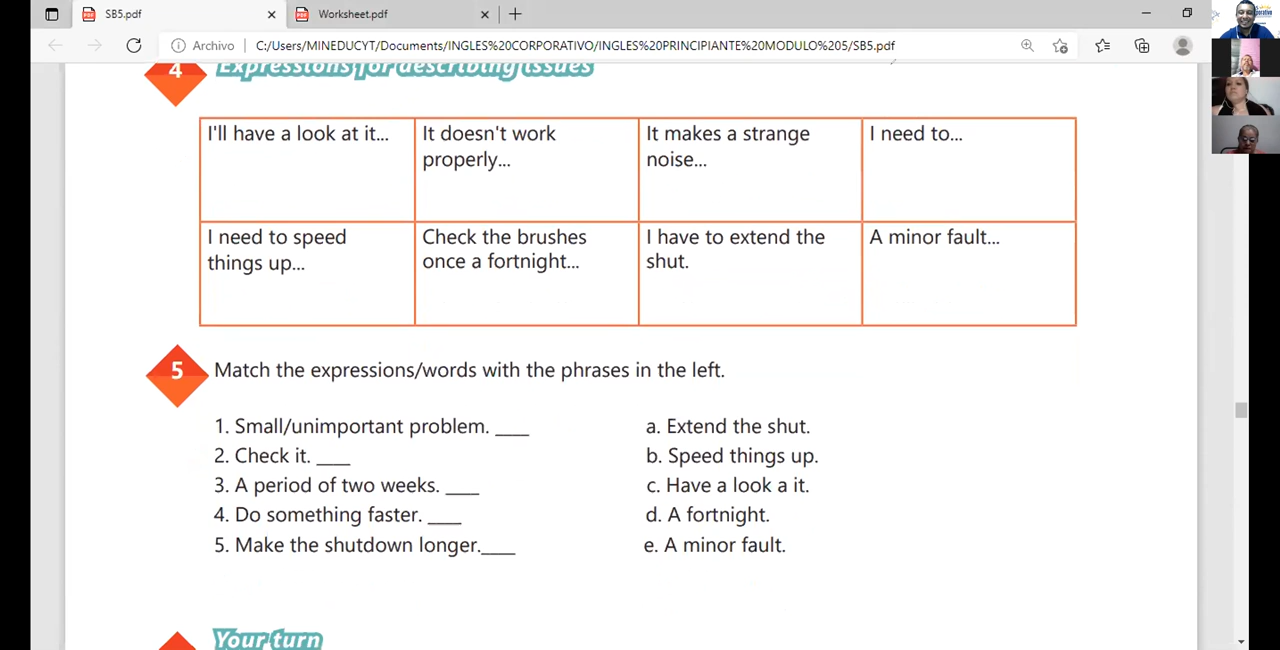 SB5.pdf
Worksheet.pdf
Archivo
C:/Users/MINEDUCYT/Documents/INGLES%20CORPORATIVO/INGLES%20PRINCIPIANTE%20MODULO%205/SB5.pdf
4 Expressions for describing issues
I'll have a look at it...
It doesn't work
properly...
It makes a strange
noise...
I need to...
I need to speed
things up...
Check the brushes
once a fortnight...
I have to extend the
shut.
A minor fault...
5 Match the expressions/words with the phrases in the left.
1. Small/unimportant problem. ____
2. Check it. ____
3. A period of two weeks. ____
4. Do something faster. ____
5. Make the shutdown longer.____
a. Extend the shut.
b. Speed things up.
c. Have a look a it.
d. A fortnight.
e. A minor fault.
Your turn